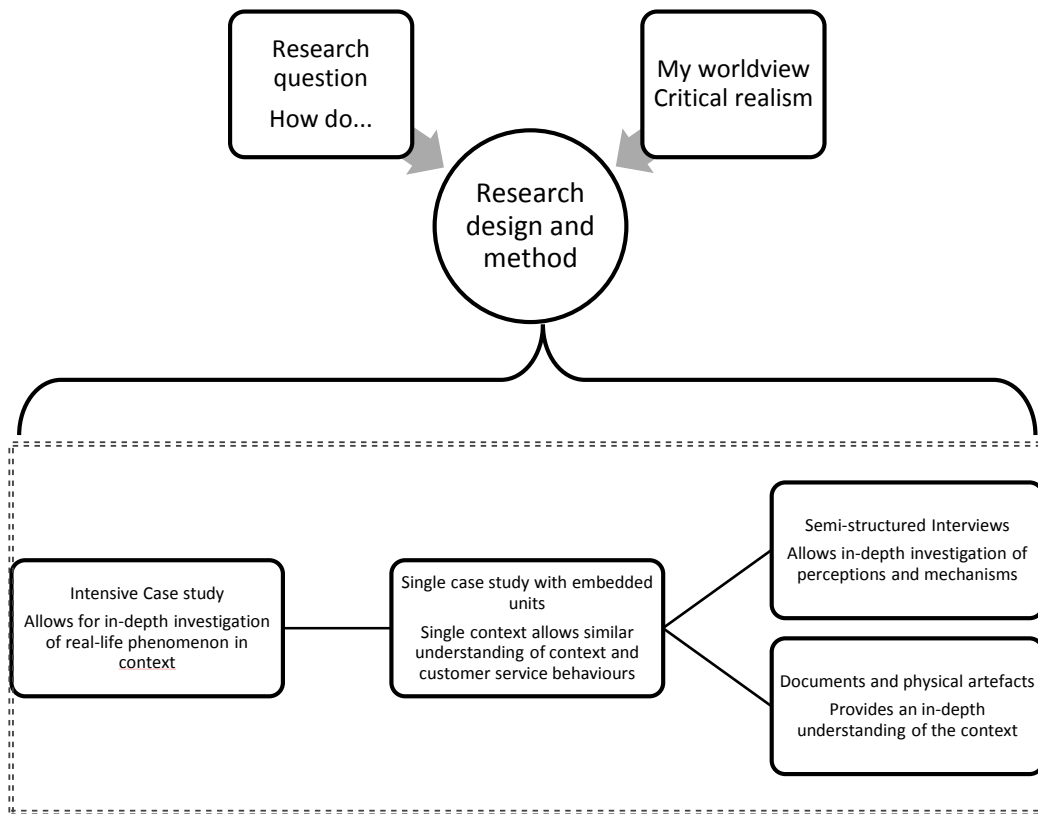 Research
question
How do...
My worldview
Critical realism
Research
design and
method
Intensive Case study
Allows for in-depth investigation
of real-life phenomenon in
context
Single case study with embedded
units
Single context allows similar
understanding of context and
customer service behaviours
Semi-structured Interviews
Allows in-depth investigation of
perceptions and mechanisms
Documents and physical artefacts
Provides an in-depth
understanding of the context